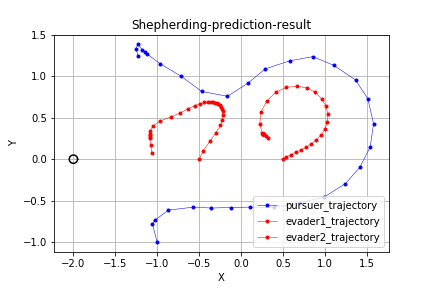 Shepherding-prediction-result
1.5
1.0
0.5
0.0
−0.5
−1.0
Y
−2.0 −1.5 −1.0 −0.5 0.0 0.5 1.0 1.5
X
pursuer_trajectory
evader1_trajectory
evader2_trajectory